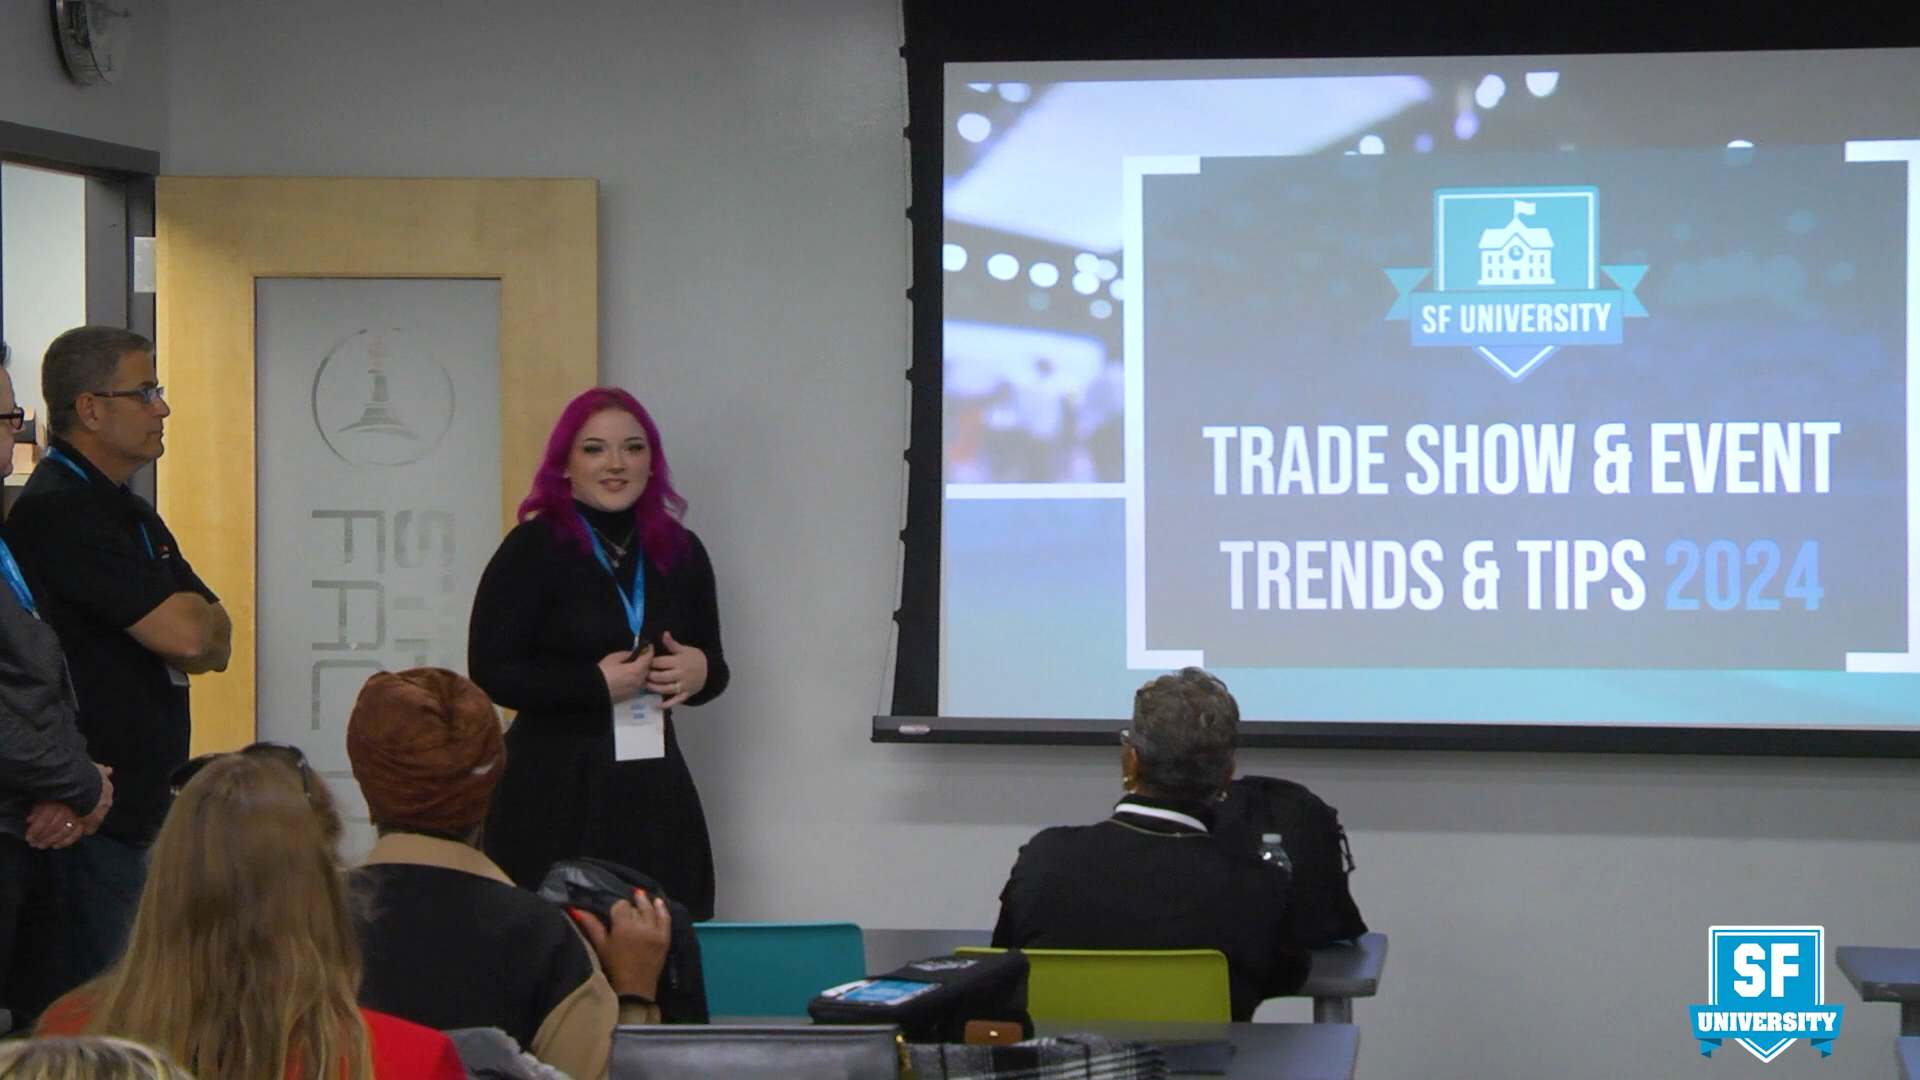 SF UNIVERSITY
TRADE SHOW & EVENT
TRENDS & TIPS 2024
SF
UNIVERSITY